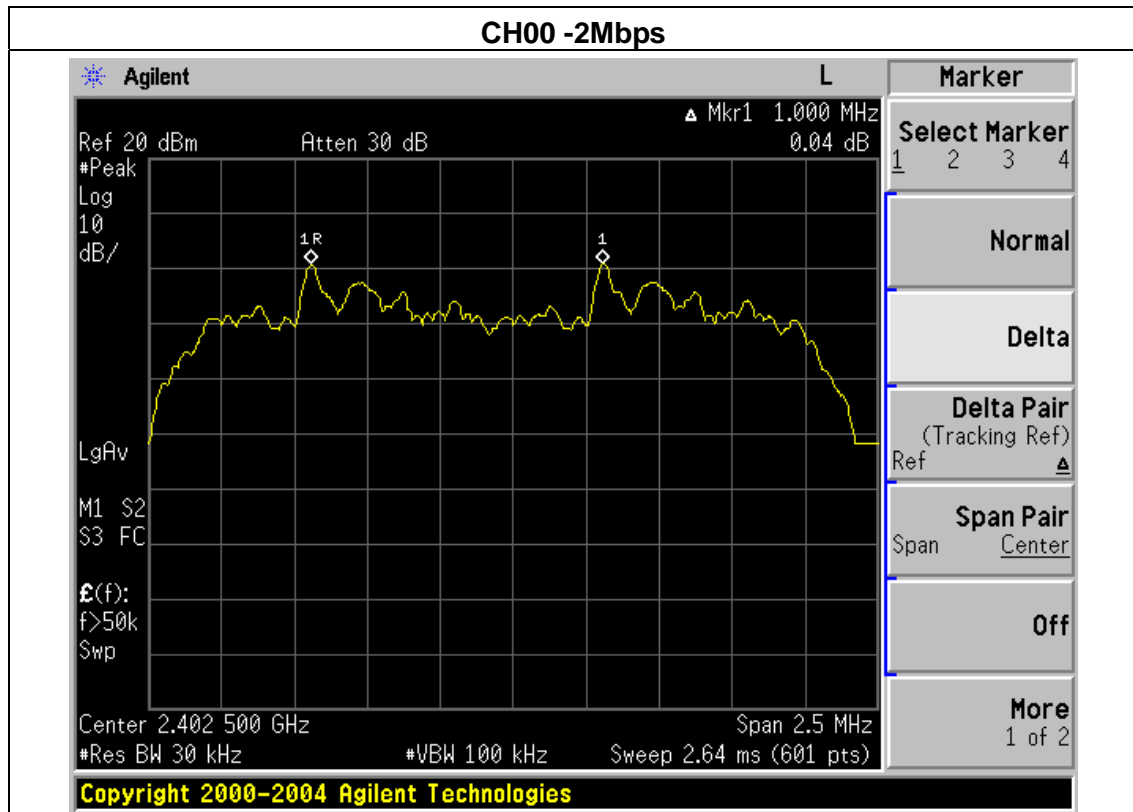 CH00 -2Mbps
Agilent L Marker
Δ Mkr1 1.000 MHz
Ref 20 dBm Atten 30 dB 0.04 dB
#Peak
Log
10
dB/
1R 1
LgAv
M1 S2
S3 FC
£(f):
f>50k
Swp
Center 2.402 500 GHz Span 2.5 MHz
#Res BW 30 kHz #VBW 100 kHz Sweep 2.64 ms (601 pts)
Select Marker
1 2 3 4
Normal
Delta
Delta Pair
(Tracking Ref)
Ref Δ
Span Pair
Span Center
Off
More
1 of 2
Copyright 2000-2004 Agilent Technologies